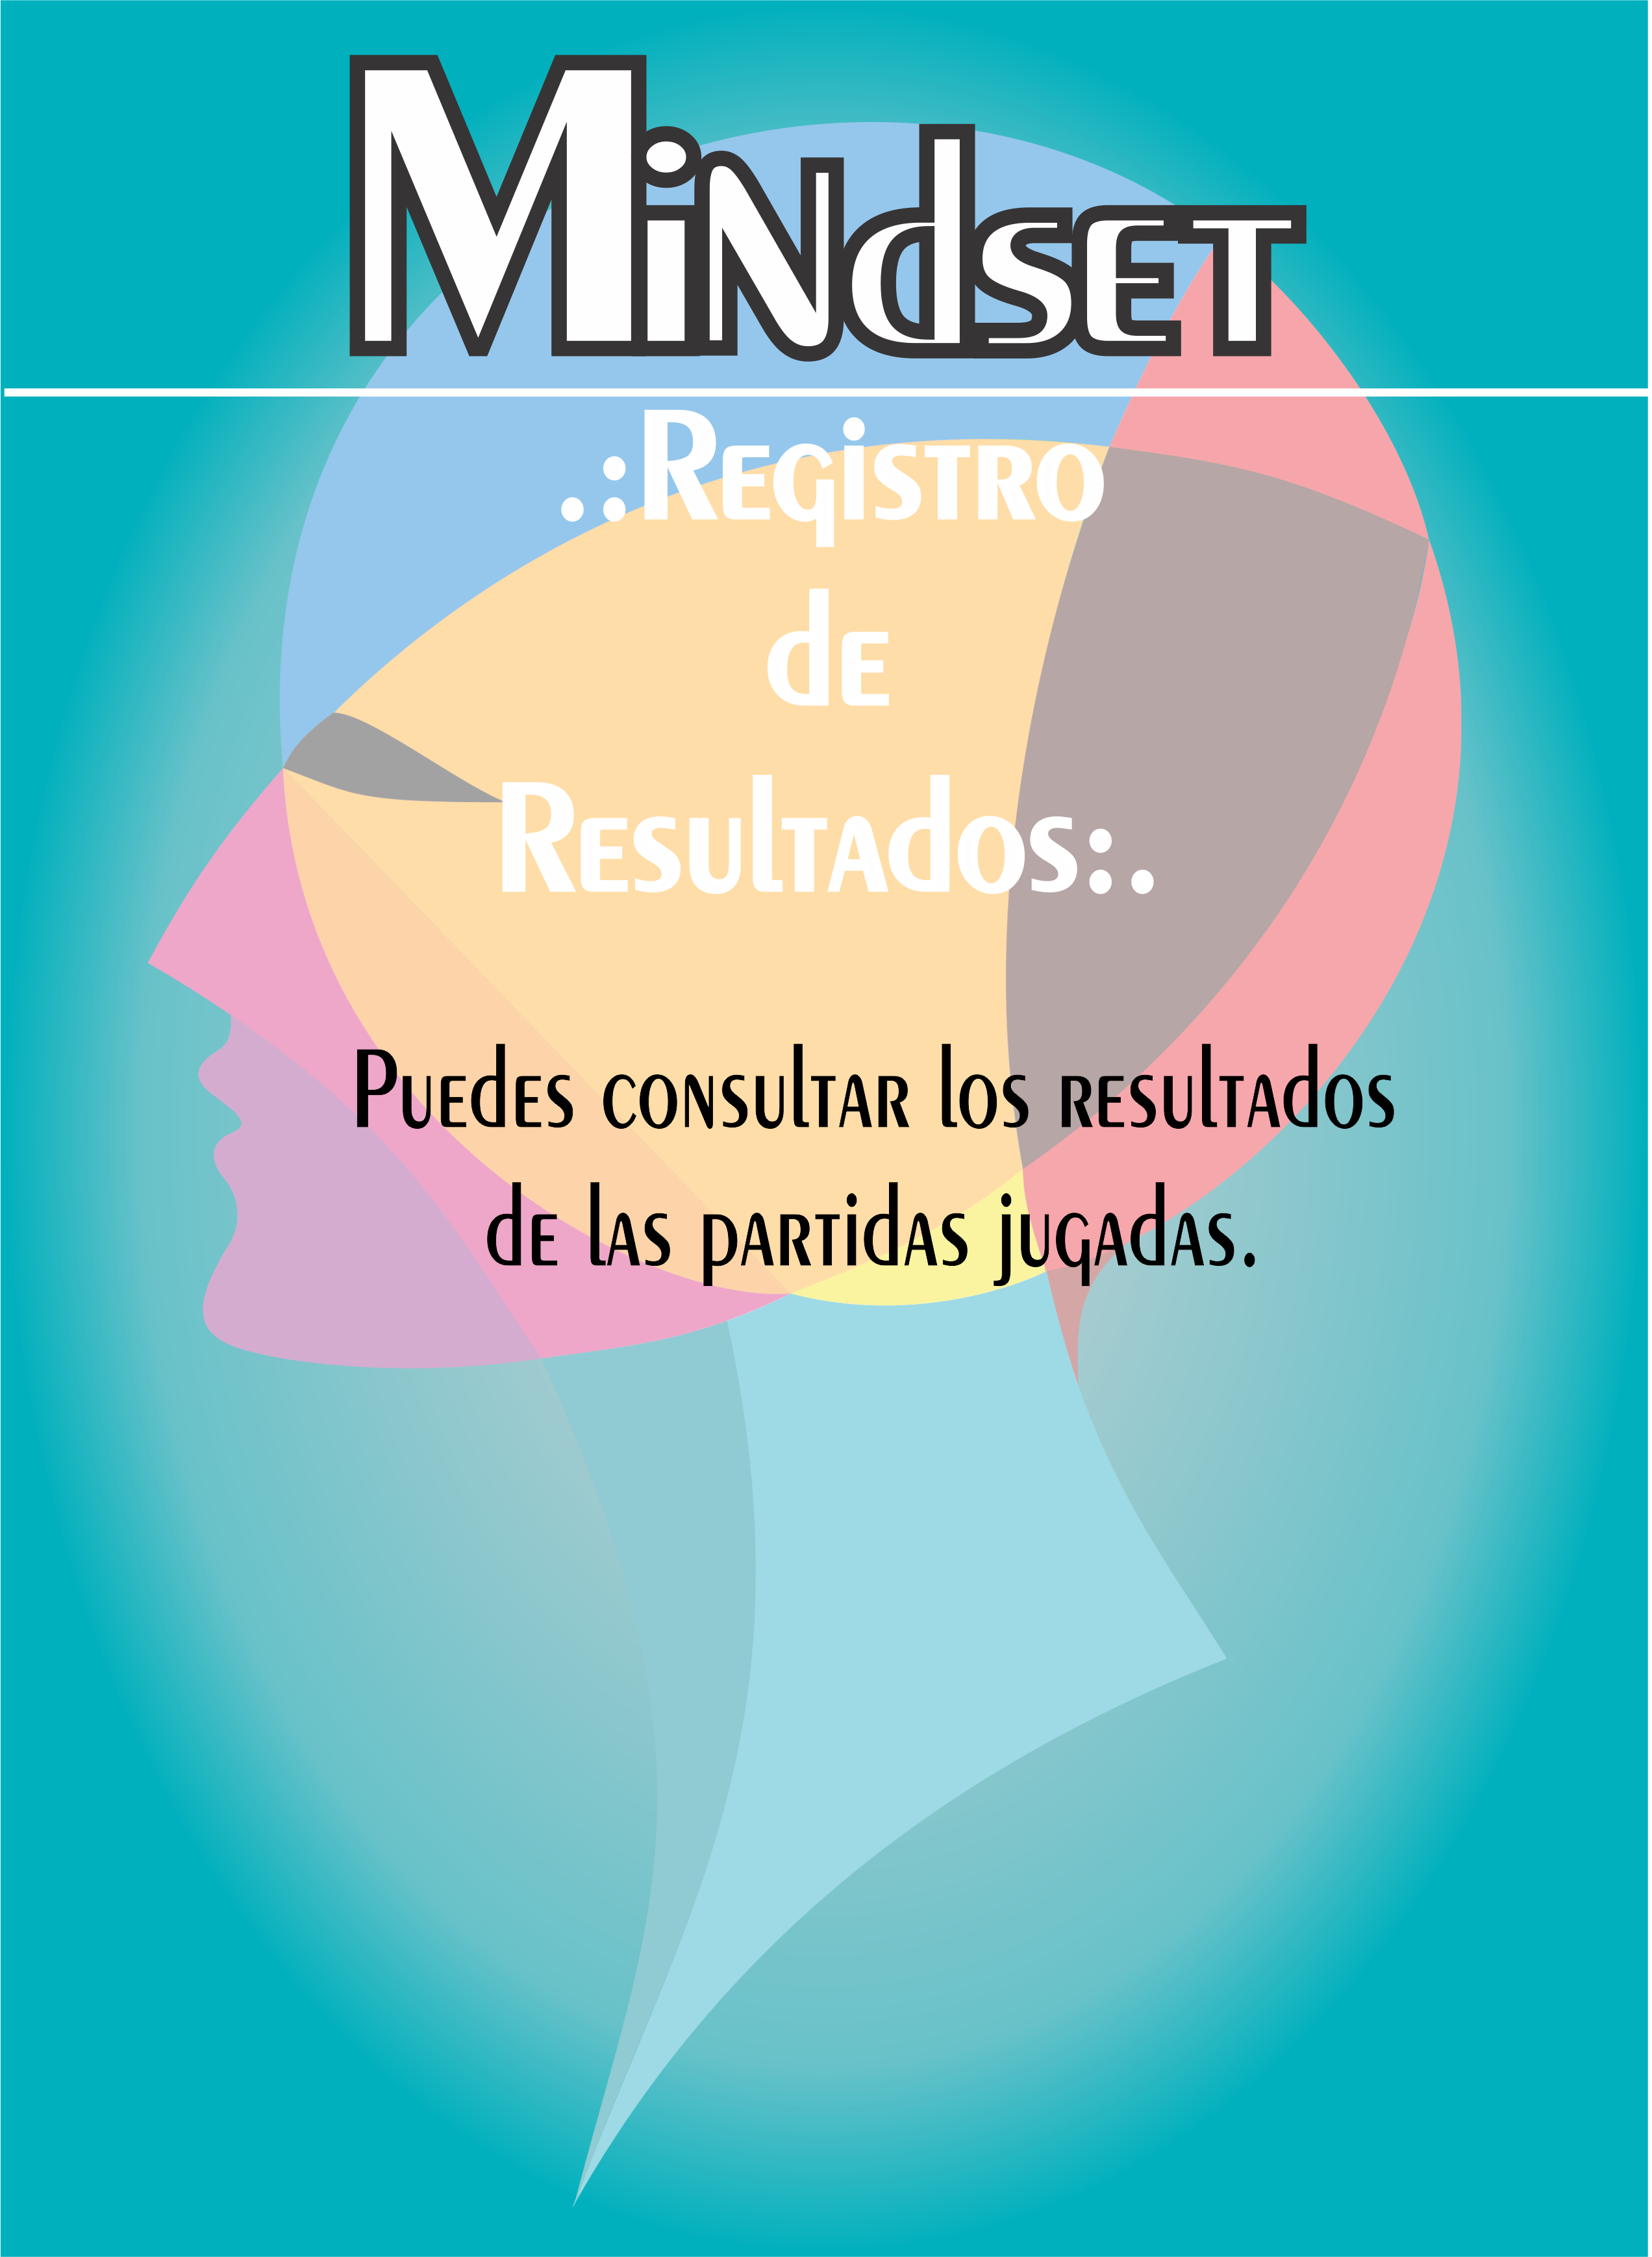 Mindset
.:Registro
de
Resultados:.
Puedes consultar los resultados
de las partidas jugadas.